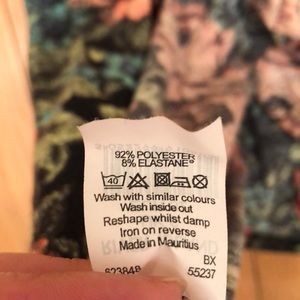 92% POLYESTER
8% ELASTANE®
40
Wash with similar colours
Wash inside out
Reshape whilst damp
Iron on reverse
Made in Mauritius
BX
623848 55237